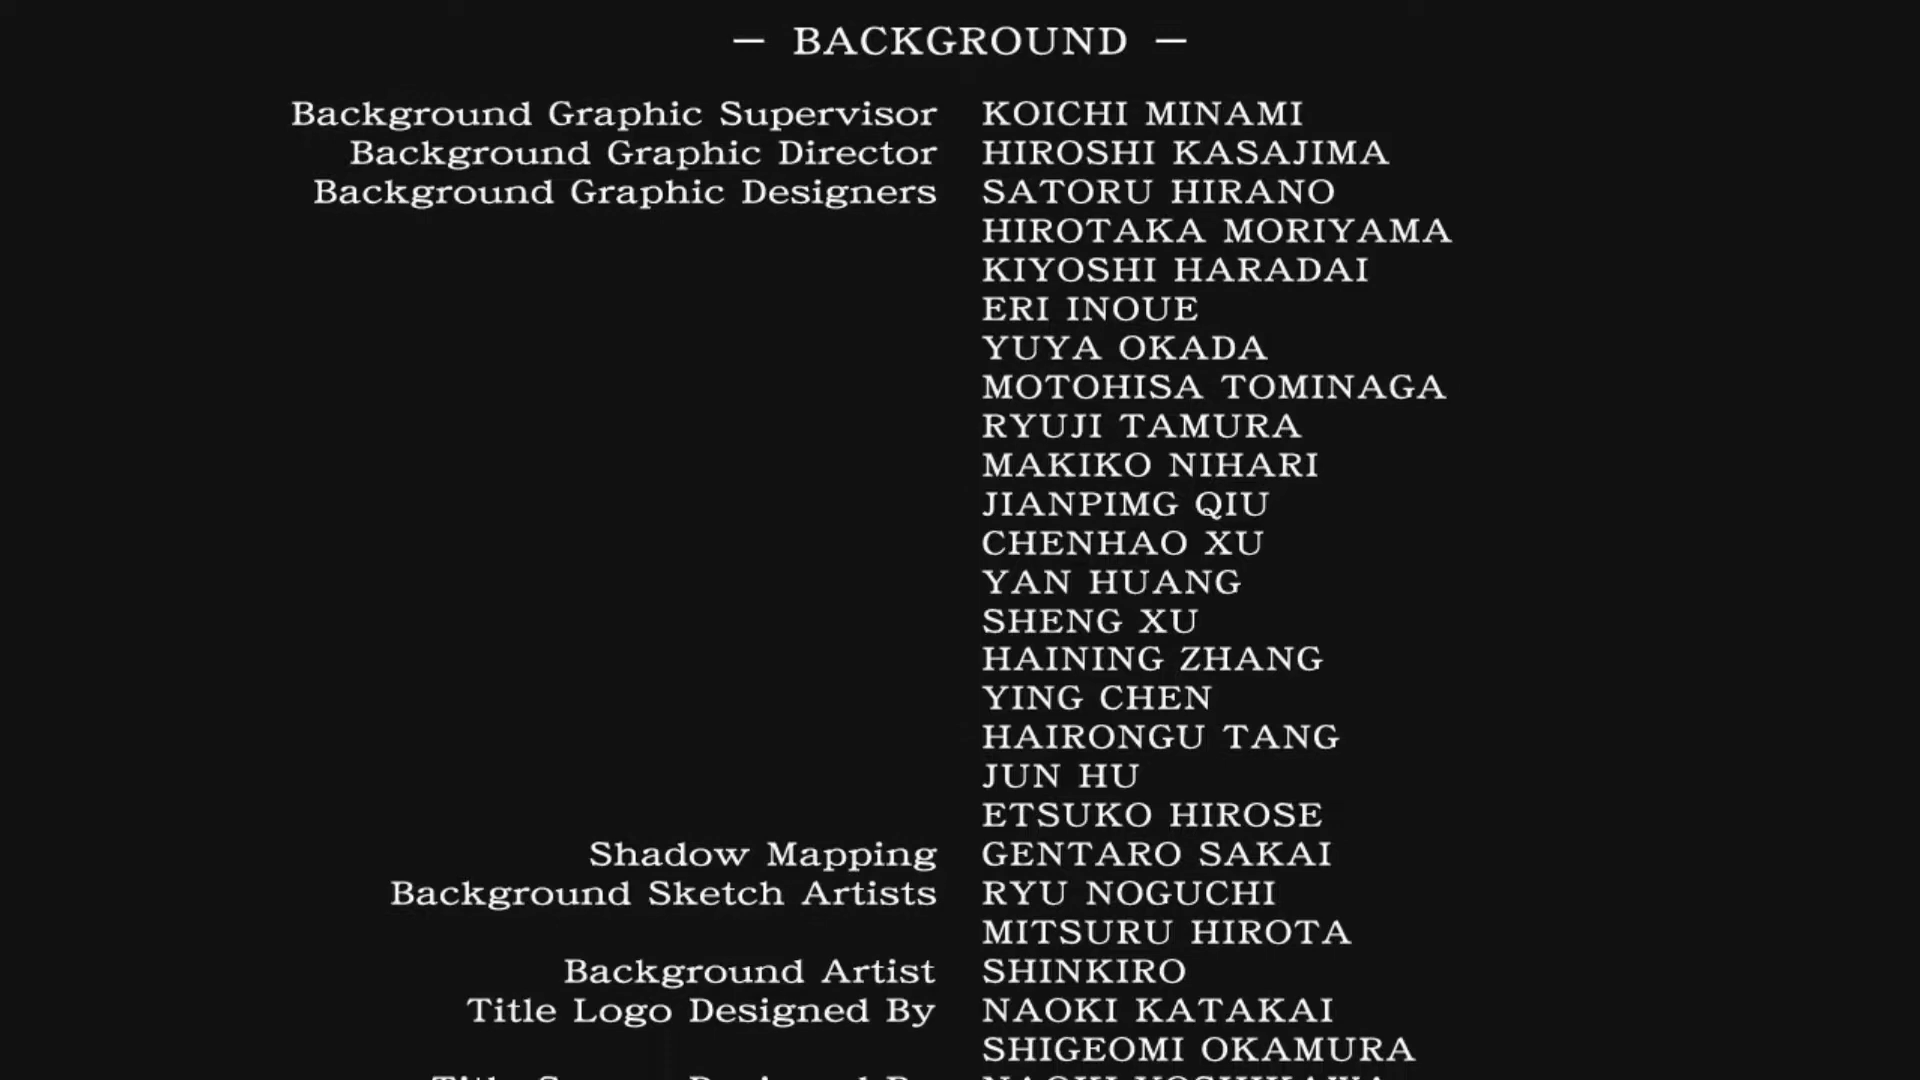 — BACKGROUND —
Background Graphic Supervisor KOICHI MINAMI
Background Graphic Director HIROSHI KASAJIMA
Background Graphic Designers SATORU HIRANO
HIROTAKA MORIYAMA
KIYOSHI HARADAI
ERI INOUE
YUYA OKADA
MOTOHISA TOMINAGA
RYUJI TAMURA
MAKIKO NIHARI
JIANPIMG QIU
CHENHAO XU
YAN HUANG
SHENG XU
HAINING ZHANG
YING CHEN
HAIRONGU TANG
JUN HU
ETSUKO HIROSE
Shadow Mapping GENTARO SAKAI
Background Sketch Artists RYU NOGUCHI
MITSURU HIROTA
Background Artist SHINKIRO
Title Logo Designed By NAOKI KATAKAI
SHIGEOMI OKAMURA